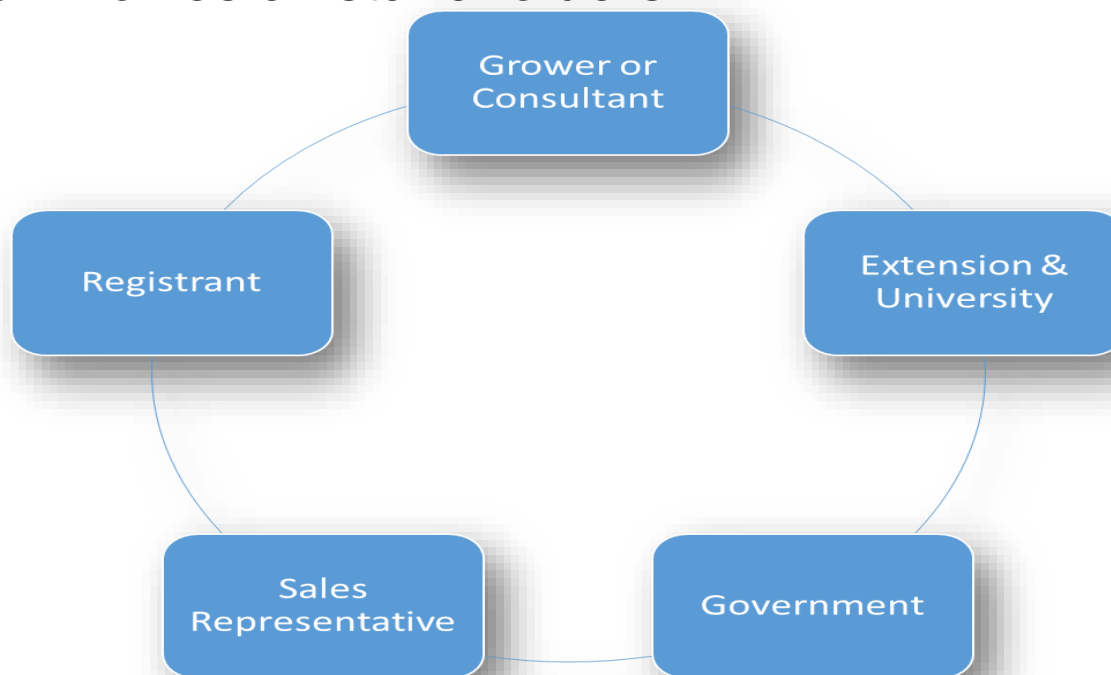 Grower or
Consultant
Registrant
Extension &
University
Sales
Representative
Government